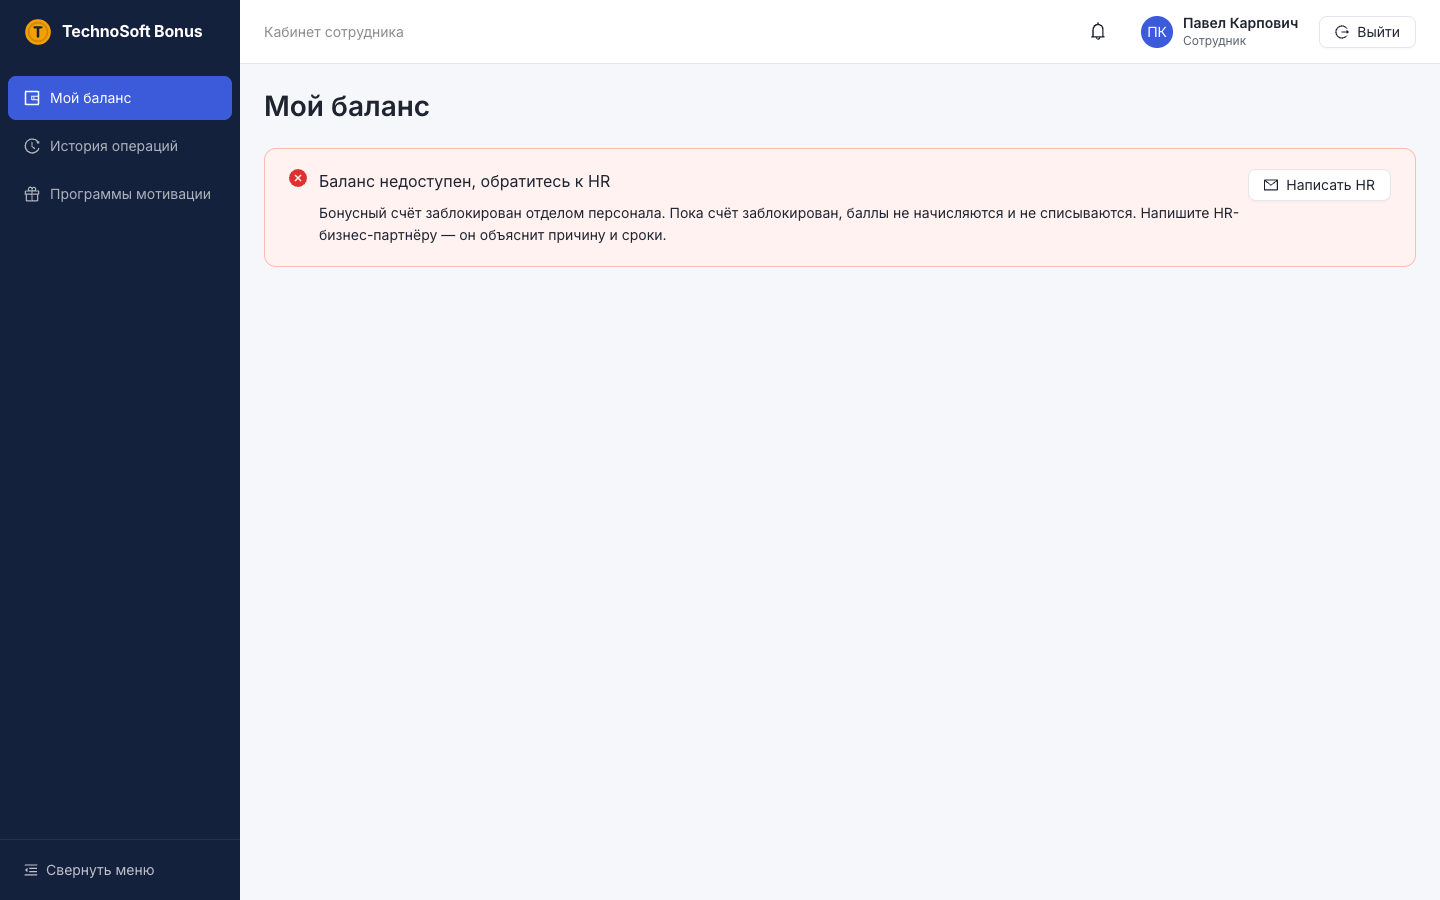 TechnoSoft Bonus
Кабинет сотрудника
ПК
Павел Карпович
Сотрудник
Выйти
Мой баланс
История операций
Программы мотивации
Свернуть меню
Мой баланс
Баланс недоступен, обратитесь к HR
Написать HR
Бонусный счёт заблокирован отделом персонала. Пока счёт заблокирован, баллы не начисляются и не списываются. Напишите HR-
бизнес-партнёру — он объяснит причину и сроки.